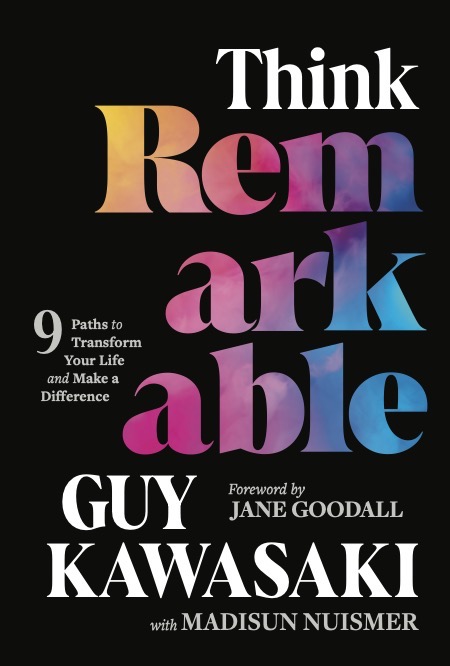 Think
Rem
ark
able
9 Paths to
Transform
Your Life
and Make a
Difference
GUY
KAWASAKI
Foreword by
JANE GOODALL
with MADISUN NUISMER